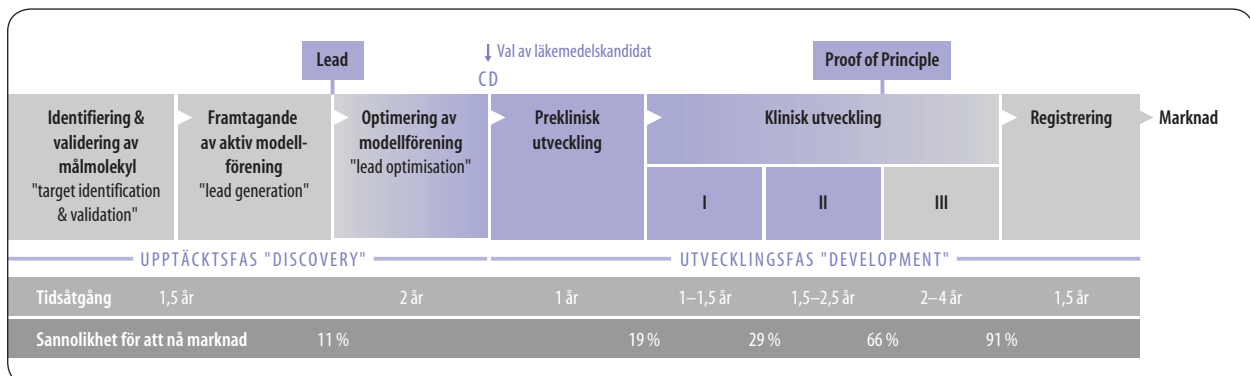 Lead
Val av läkemedelskandidat
CD
Proof of Principle
Identifiering &
validering av
målmolekyl
"target identification
& validation"
Framtagande
av aktiv modell-
förening
"lead generation"
Optimering av
modellförening
"lead optimisation"
Preklinisk
utveckling
Klinisk utveckling
I
II
III
Registrering
Marknad
UPPTÄCKTSFAS "DISCOVERY"
UTVECKLINGSFAS "DEVELOPMENT"
Tidsåtgång 1,5 år 2 år 1 år 1–1,5 år 1,5–2,5 år 2–4 år 1,5 år
Sannolikhet för att nå marknad 11 % 19 % 29 % 66 % 91 %